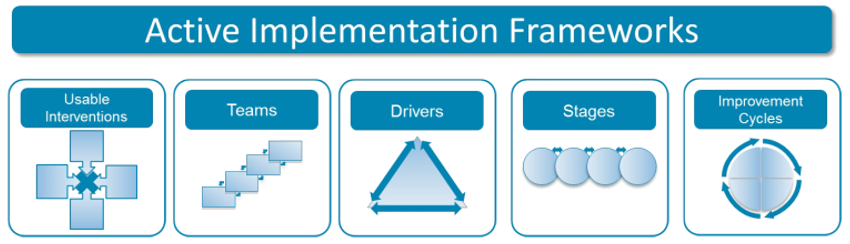 Active Implementation Frameworks
Usable
Interventions
Teams
Drivers
Stages
Improvement
Cycles